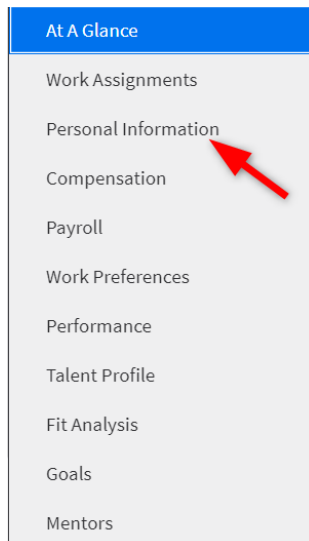 At A Glance
Work Assignments
Personal Information
Compensation
Payroll
Work Preferences
Performance
Talent Profile
Fit Analysis
Goals
Mentors